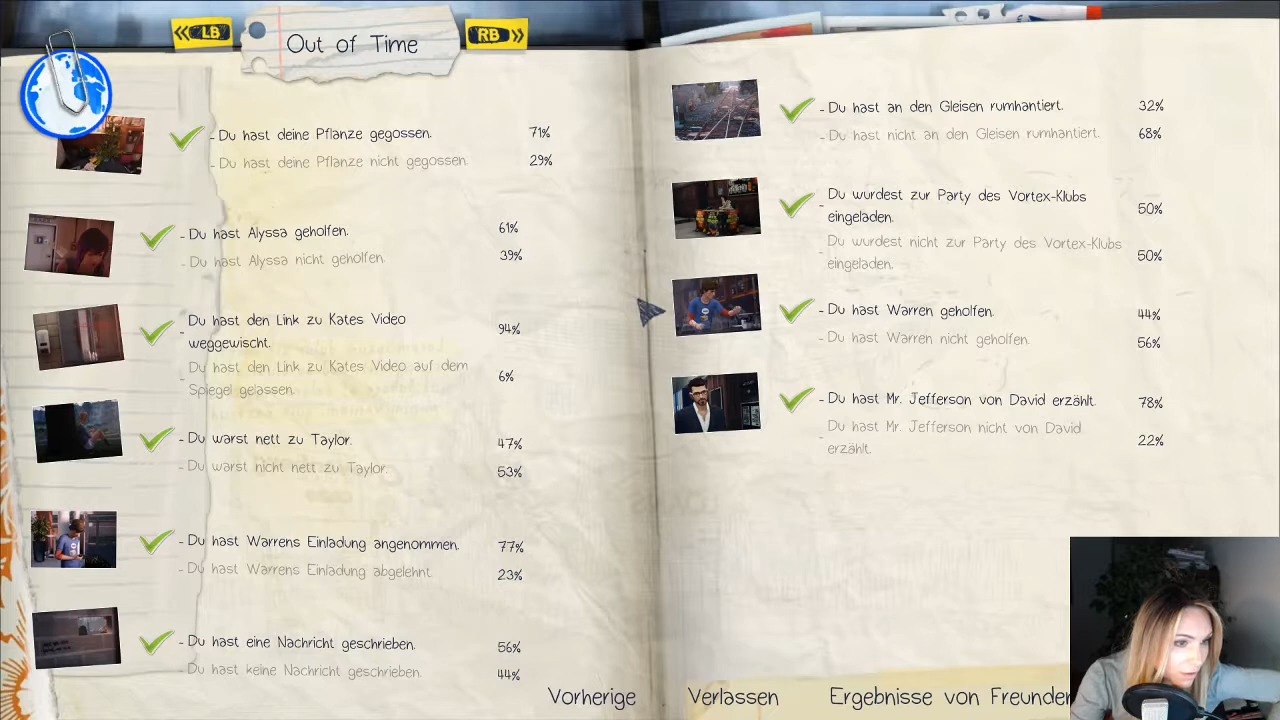 LB
Out of Time
RB
- Du hast deine Pflanze gegossen. 71%
- Du hast deine Pflanze nicht gegossen. 29%
- Du hast Alyssa geholfen. 61%
- Du hast Alyssa nicht geholfen. 39%
- Du hast den Link zu Kates Video
weggewischt. 94%
- Du hast den Link zu Kates Video auf dem
Spiegel gelassen. 6%
- Du warst nett zu Taylor. 47%
- Du warst nicht nett zu Taylor. 53%
- Du hast Warrens Einladung angenommen. 77%
- Du hast Warrens Einladung abgelehnt. 23%
- Du hast eine Nachricht geschrieben. 56%
- Du hast keine Nachricht geschrieben. 44%
- Du hast an den Gleisen rumhantiert. 32%
- Du hast nicht an den Gleisen rumhantiert. 68%
- Du wurdest zur Party des Vortex-Klubs
eingeladen. 50%
- Du wurdest nicht zur Party des Vortex-Klubs
eingeladen. 50%
- Du hast Warren geholfen. 44%
- Du hast Warren nicht geholfen. 56%
- Du hast Mr. Jefferson von David erzählt. 78%
- Du hast Mr. Jefferson nicht von David
erzählt. 22%
Vorherige
Verlassen
Ergebnisse von Freunden